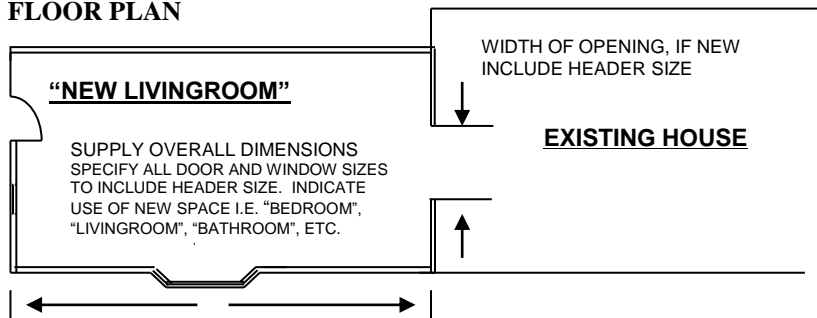 FLOOR PLAN
WIDTH OF OPENING, IF NEW
INCLUDE HEADER SIZE
“NEW LIVINGROOM”
EXISTING HOUSE
SUPPLY OVERALL DIMENSIONS
SPECIFY ALL DOOR AND WINDOW SIZES
TO INCLUDE HEADER SIZE. INDICATE
USE OF NEW SPACE I.E. “BEDROOM”,
“LIVINGROOM”, “BATHROOM”, ETC.